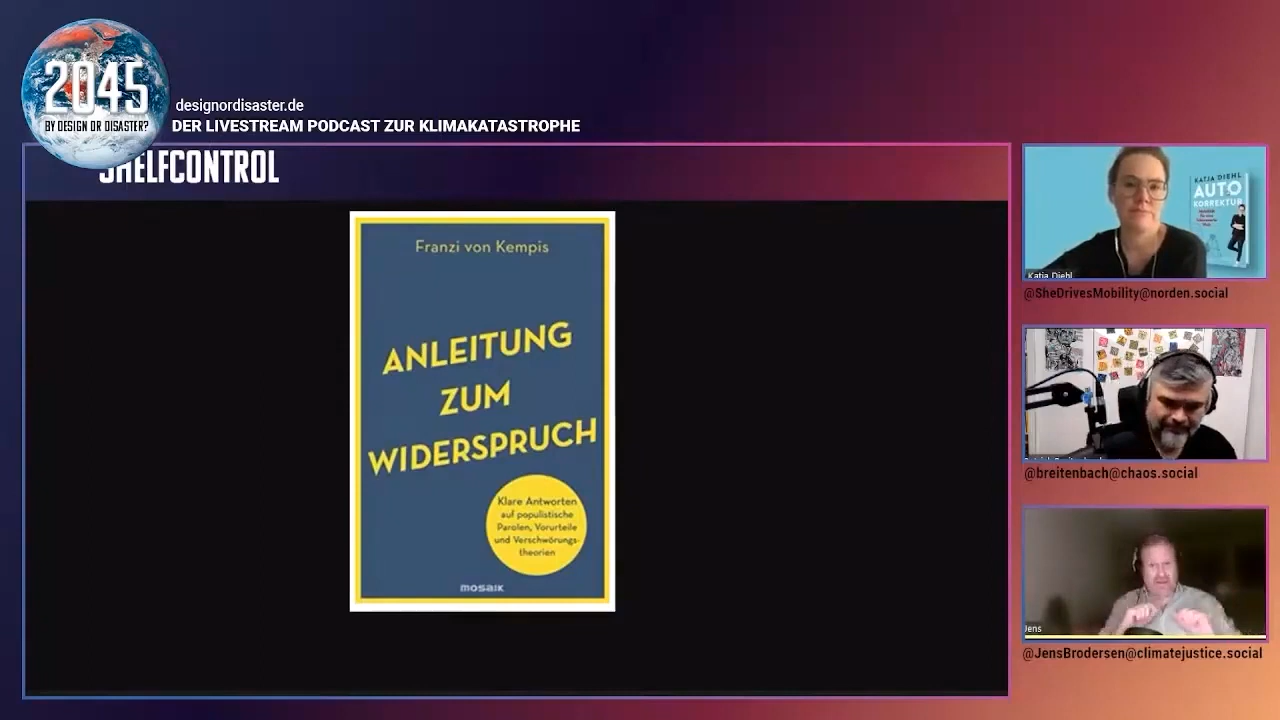 2045
BY DESIGN OR DISASTER?
designordisaster.de
DER LIVESTREAM PODCAST ZUR KLIMAKATASTROPHE
SHELFCONTROL
Franzi von Kempis
ANLEITUNG
ZUM
WIDERSPRUCH
Klare Antworten
auf populistische
Parolen, Vorurteile
und Verschwörungs-
theorien
mosaik
KATJA DIEHL
AUTO
KORREKTUR
Katja Diehl
@SheDrivesMobility@norden.social
@breitenbach@chaos.social
Jens
@JensBrodersen@climatejustice.social